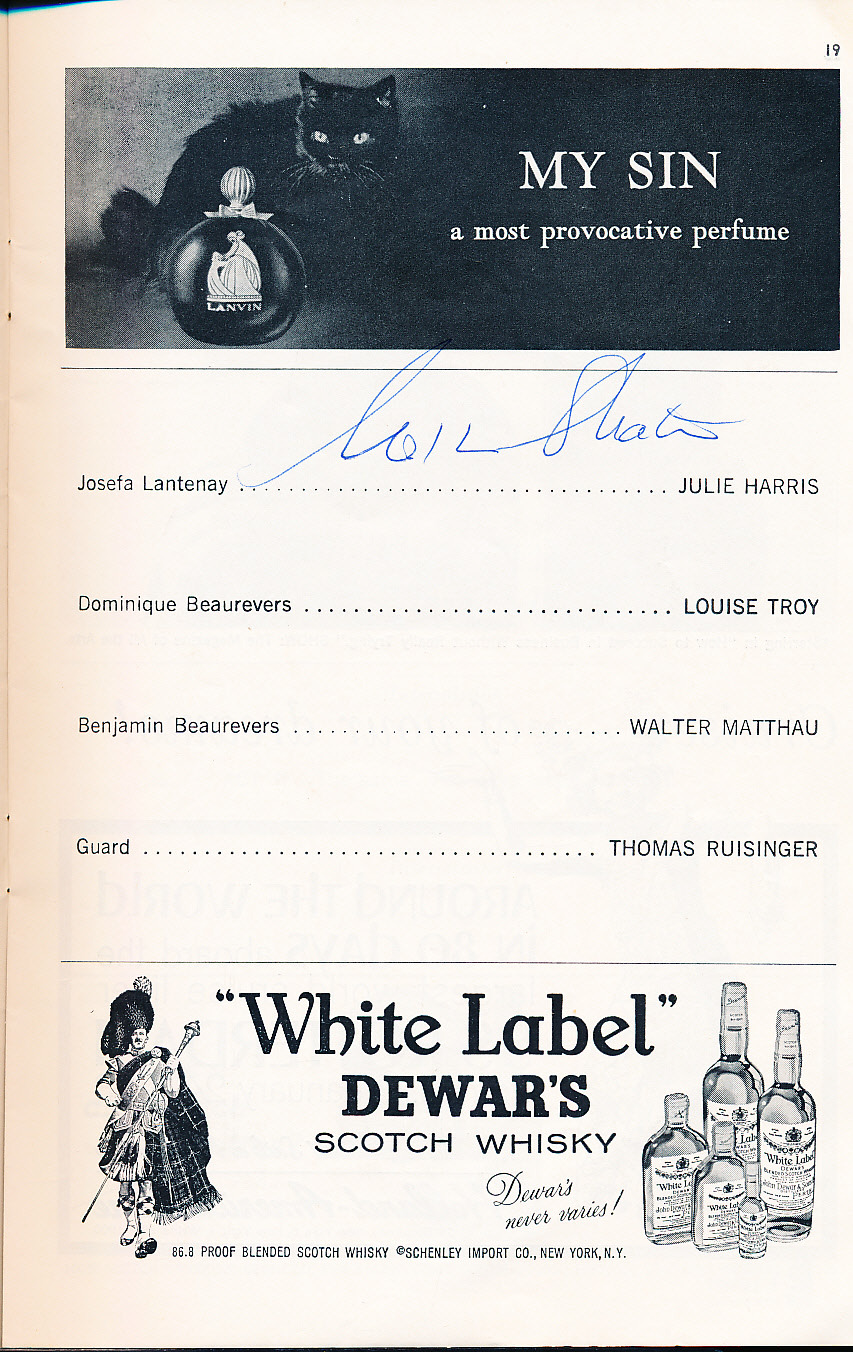 19
MY SIN
a most provocative perfume
LANVIN
Josefa Lantenay ..................................... JULIE HARRIS
Dominique Beaurevers .............................. LOUISE TROY
Benjamin Beaurevers .......................... WALTER MATTHAU
Guard .................................... THOMAS RUISINGER
"White Label"
DEWAR'S
SCOTCH WHISKY
Dewar's
never varies!
86.8 PROOF BLENDED SCOTCH WHISKY ©SCHENLEY IMPORT CO., NEW YORK, N.Y.